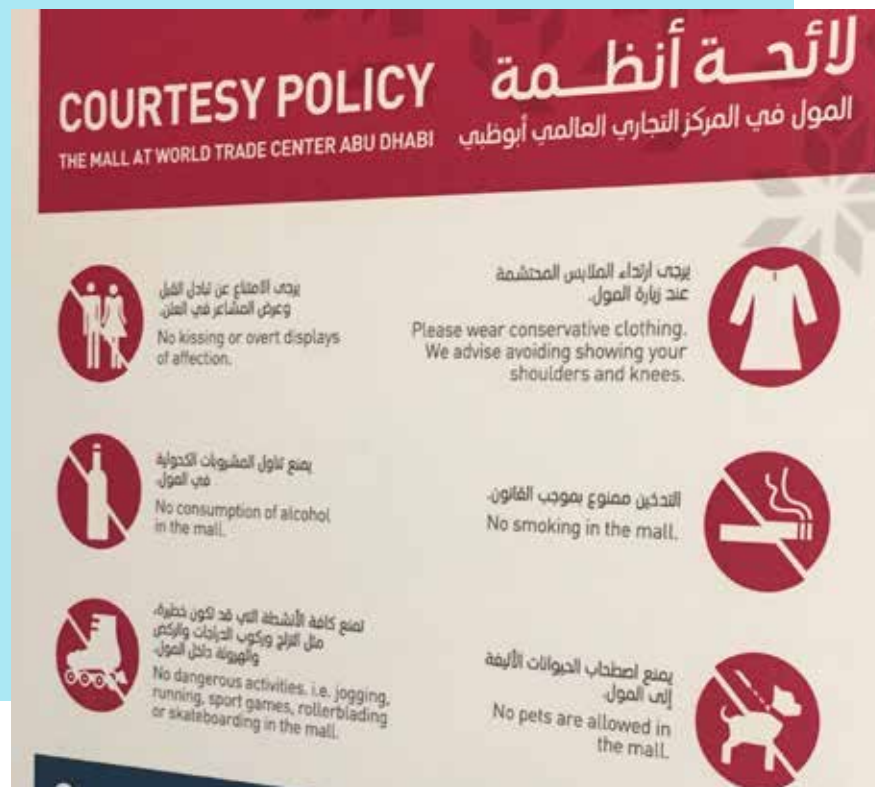 COURTESY POLICY
THE MALL AT WORLD TRADE CENTER ABU DHABI
لائحة أنظمة
المول في المركز التجاري العالمي أبوظبي
يرجى الامتناع عن تبادل القبل
وعرض المشاعر في العلن.
No kissing or overt displays
of affection.
يرجى ارتداء الملابس المحتشمة
عند زيارة المول.
Please wear conservative clothing.
We advise avoiding showing your
shoulders and knees.
يمنع تناول المشروبات الكحولية
في المول.
No consumption of alcohol
in the mall.
التدخين ممنوع بموجب القانون.
No smoking in the mall.
تمنع كافة الأنشطة التي قد تكون خطيرة،
مثل التزلج وركوب الدراجات والركض
والهرولة داخل المول.
No dangerous activities. i.e. jogging,
running, sport games, rollerblading
or skateboarding in the mall.
يمنع اصطحاب الحيوانات الأليفة
إلى المول.
No pets are allowed in
the mall.